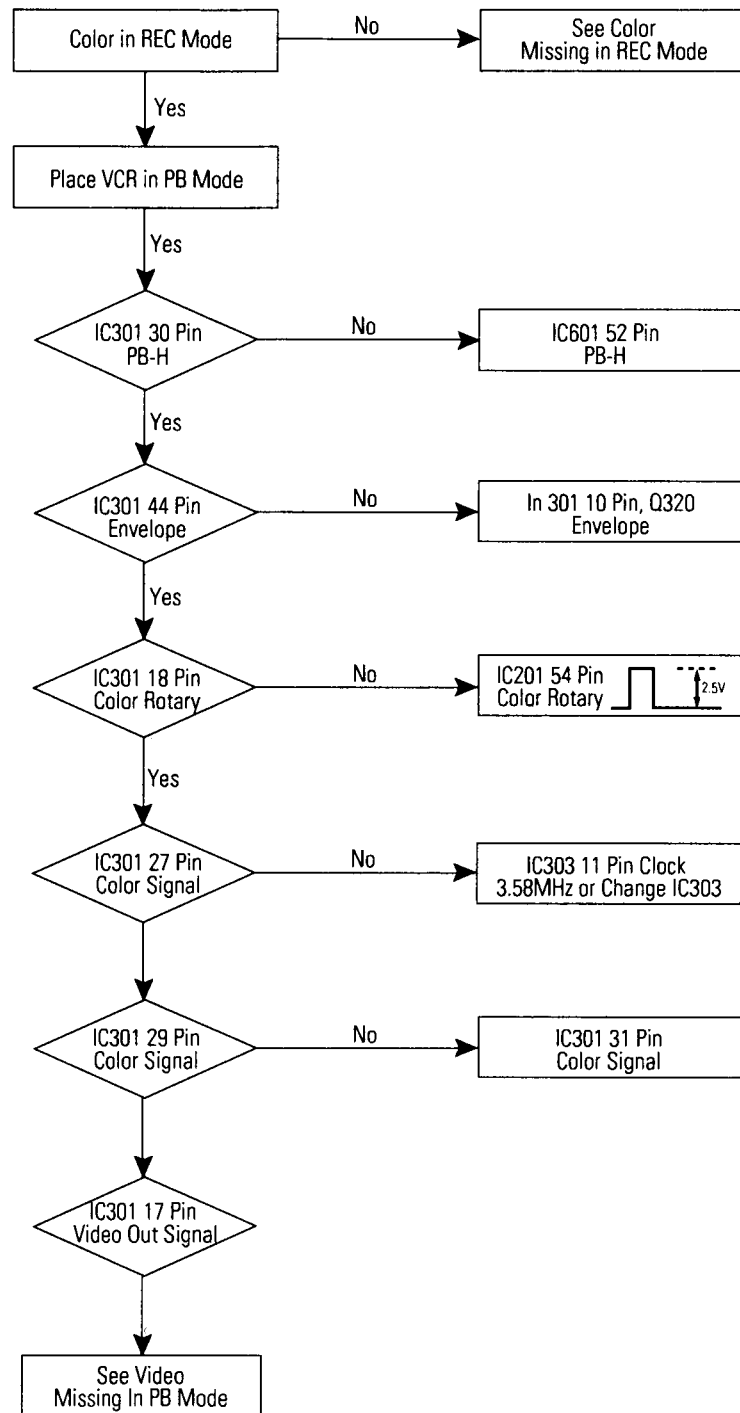 Color in REC Mode
No
See Color
Missing in REC Mode
Yes
Place VCR in PB Mode
Yes
IC301 30 Pin
PB-H
No
IC601 52 Pin
PB-H
Yes
IC301 44 Pin
Envelope
No
In 301 10 Pin, Q320
Envelope
Yes
IC301 18 Pin
Color Rotary
No
IC201 54 Pin
Color Rotary
2.5V
Yes
IC301 27 Pin
Color Signal
No
IC303 11 Pin Clock
3.58MHz or Change IC303
IC301 29 Pin
Color Signal
No
IC301 31 Pin
Color Signal
IC301 17 Pin
Video Out Signal
See Video
Missing In PB Mode